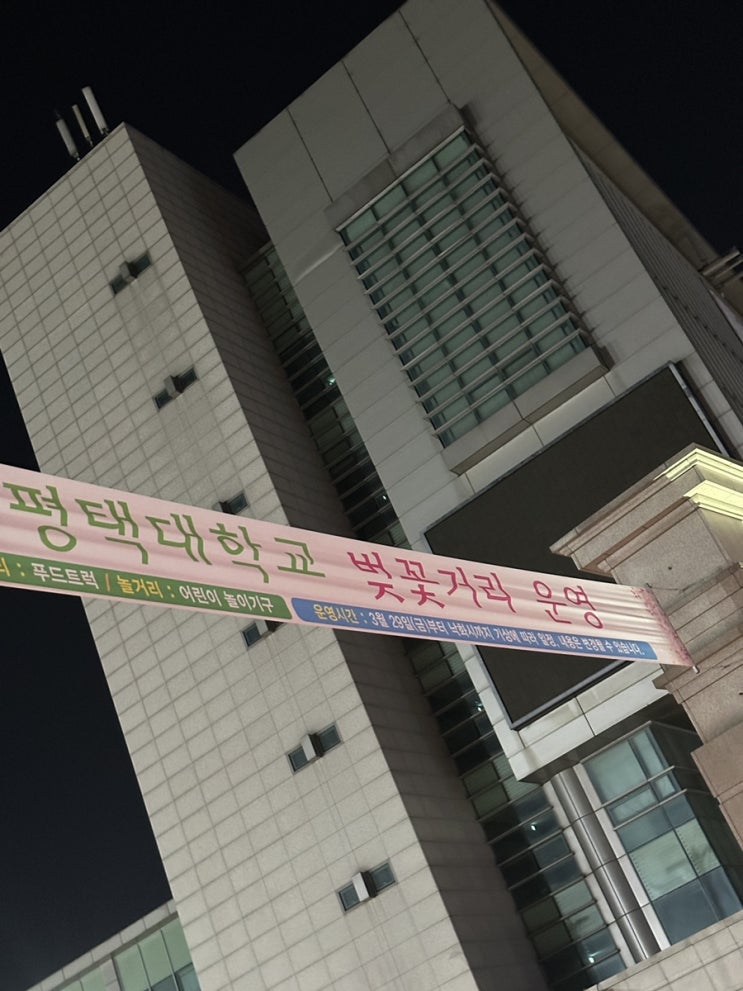 평택대학교 벚꽃거리 운영
리 : 푸드트럭 / 놀거리 : 어린이 놀이기구
운영시간 : 3월 29일(금)부터 낙화시까지 기상에 따라 일정, 내용은 변경될 수 있습니다.